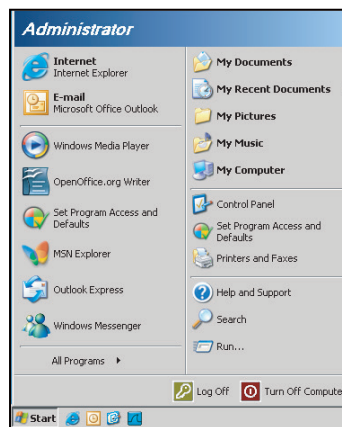 Administrator
Internet
Internet Explorer
E-mail
Microsoft Office Outlook
Windows Media Player
OpenOffice.org Writer
Set Program Access and
Defaults
MSN Explorer
Outlook Express
Windows Messenger
All Programs
My Documents
My Recent Documents
My Pictures
My Music
My Computer
Control Panel
Set Program Access and
Defaults
Printers and Faxes
Help and Support
Search
Run...
Log Off
Turn Off Compute
Start